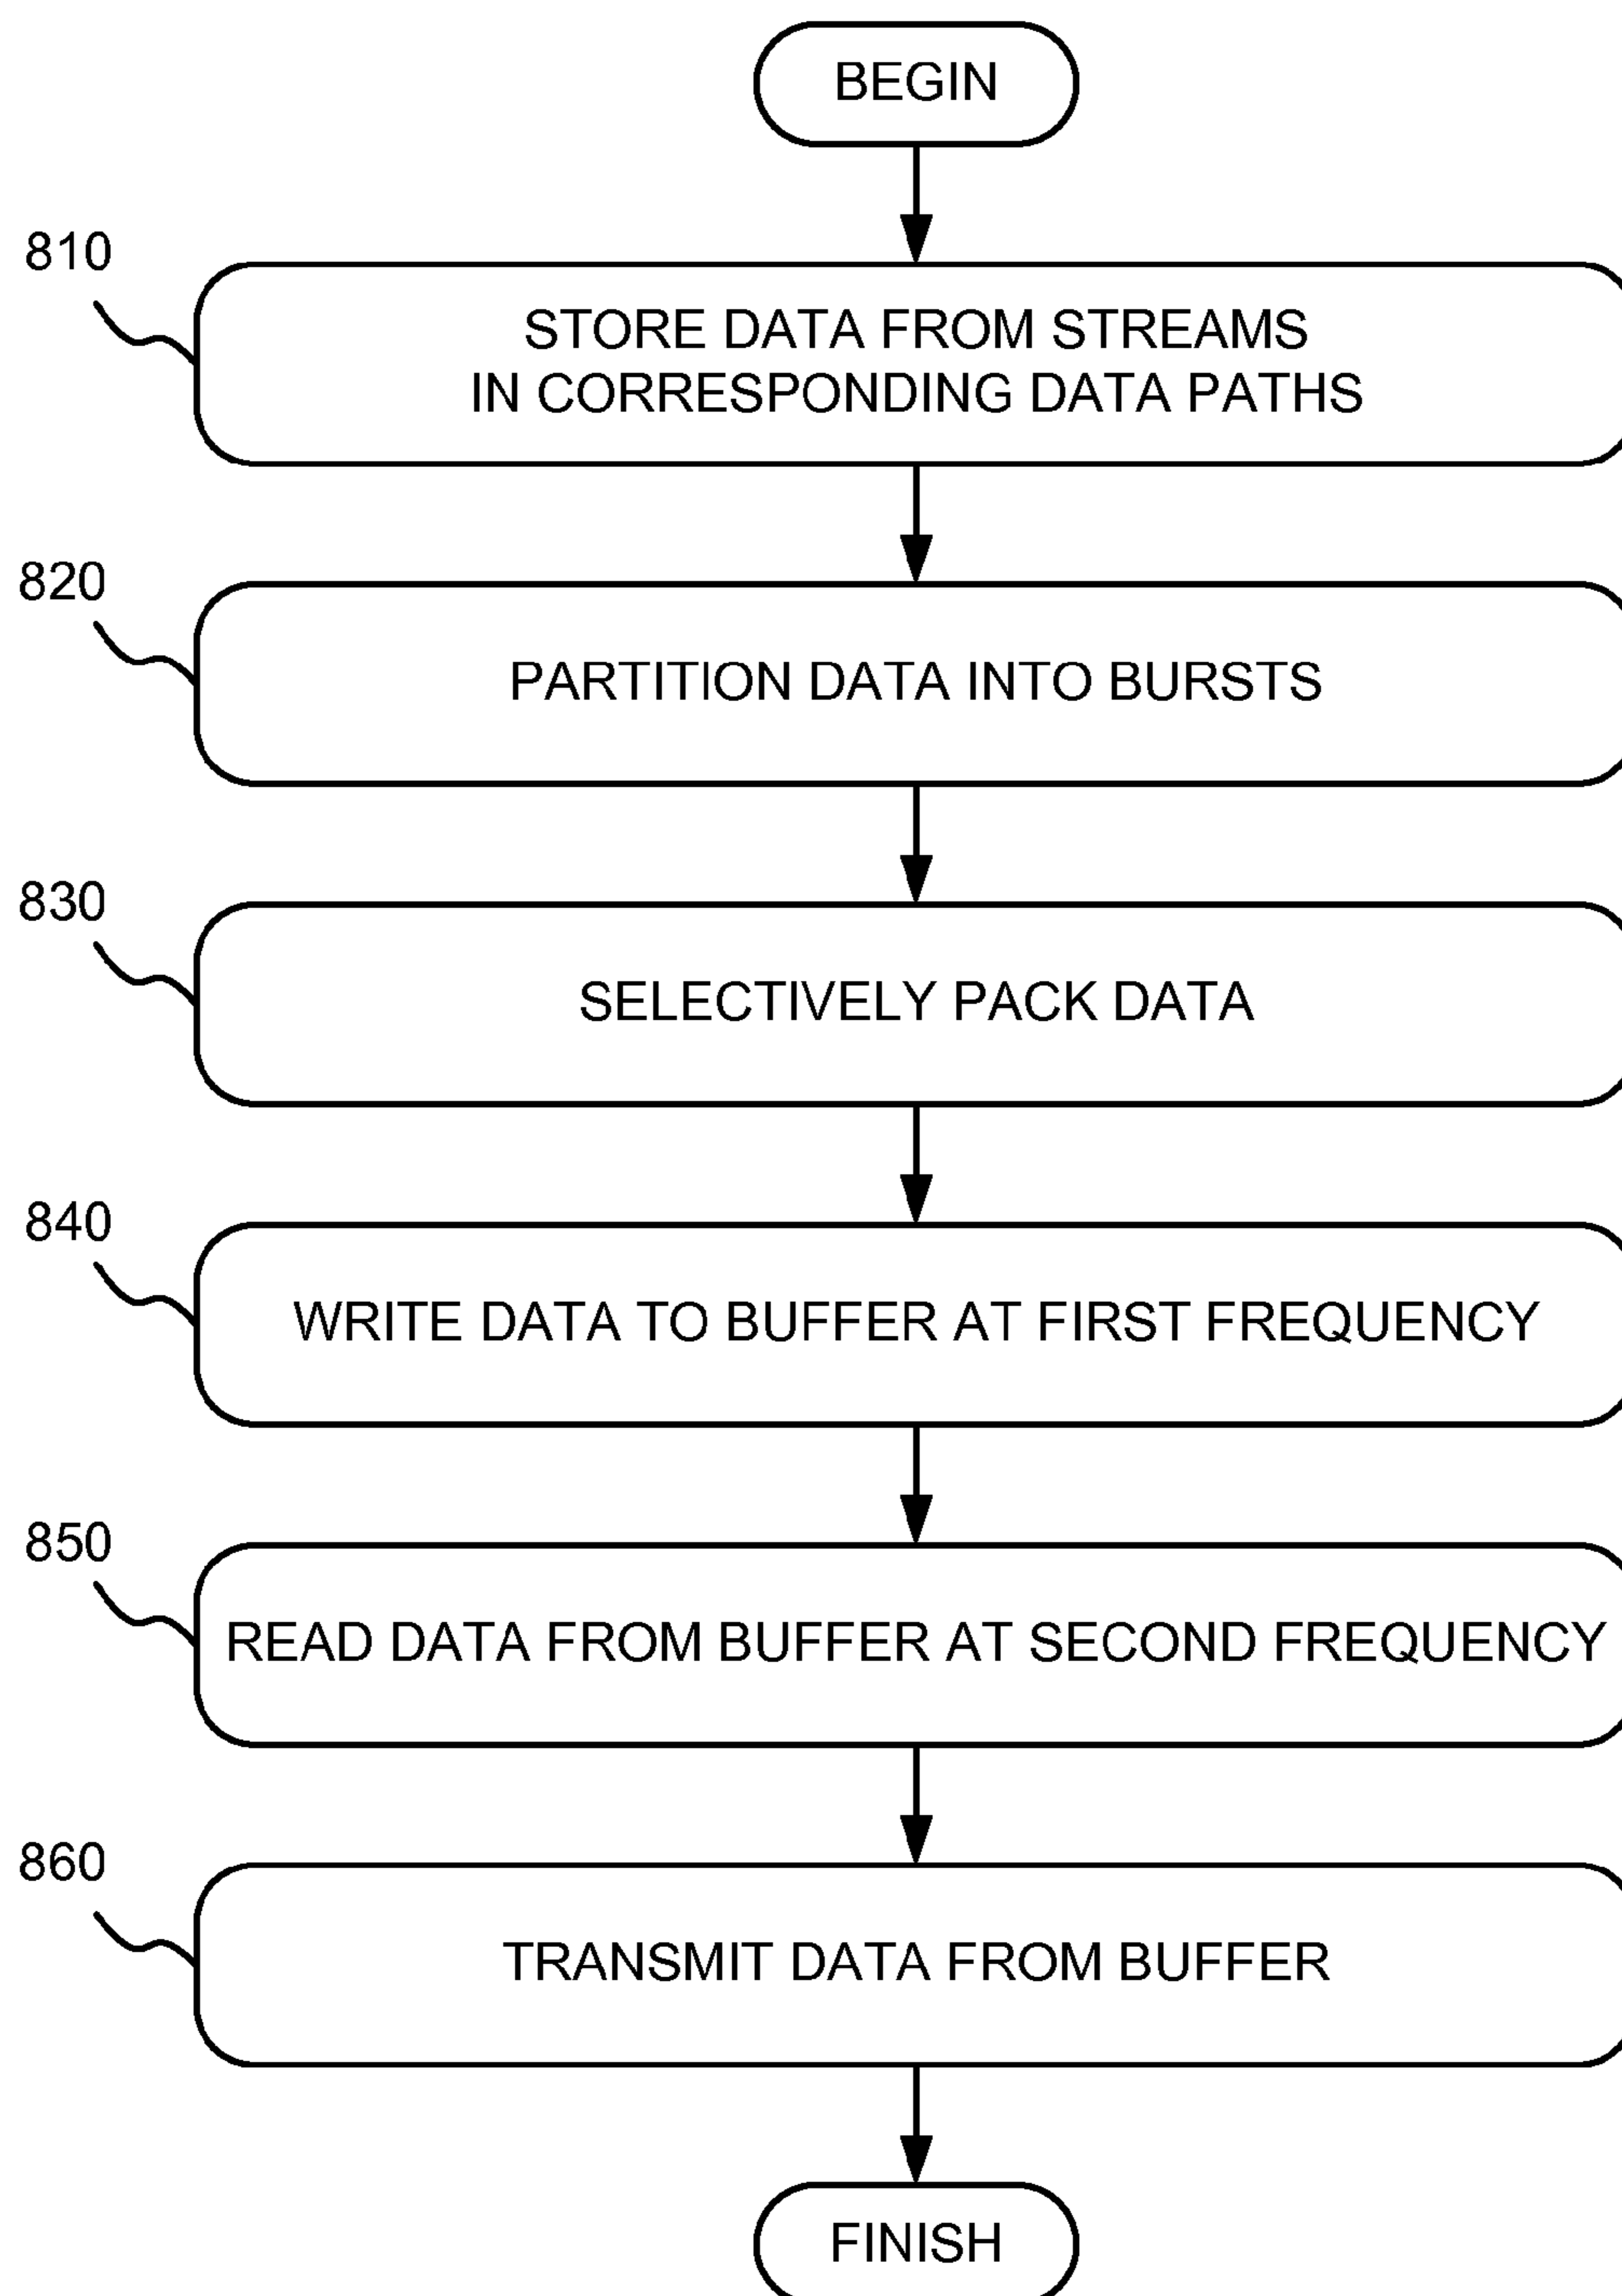 BEGIN
810
STORE DATA FROM STREAMS
IN CORRESPONDING DATA PATHS
820
PARTITION DATA INTO BURSTS
830
SELECTIVELY PACK DATA
840
WRITE DATA TO BUFFER AT FIRST FREQUENCY
850
READ DATA FROM BUFFER AT SECOND FREQUENCY
860
TRANSMIT DATA FROM BUFFER
FINISH